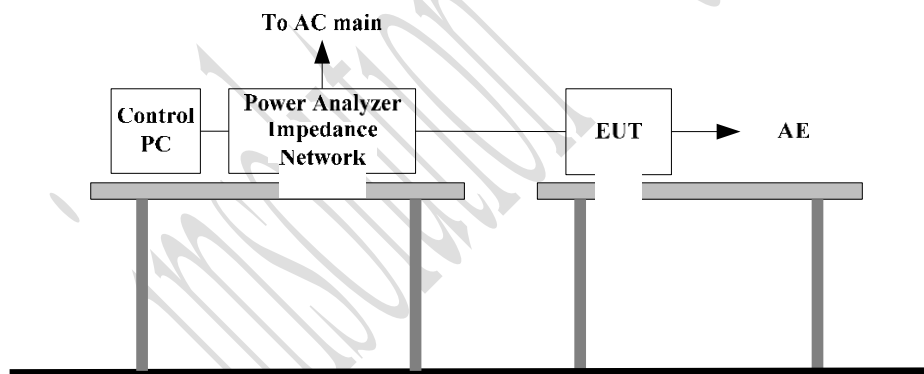 To AC main
Control
PC
Power Analyzer
Impedance
Network
EUT
AE